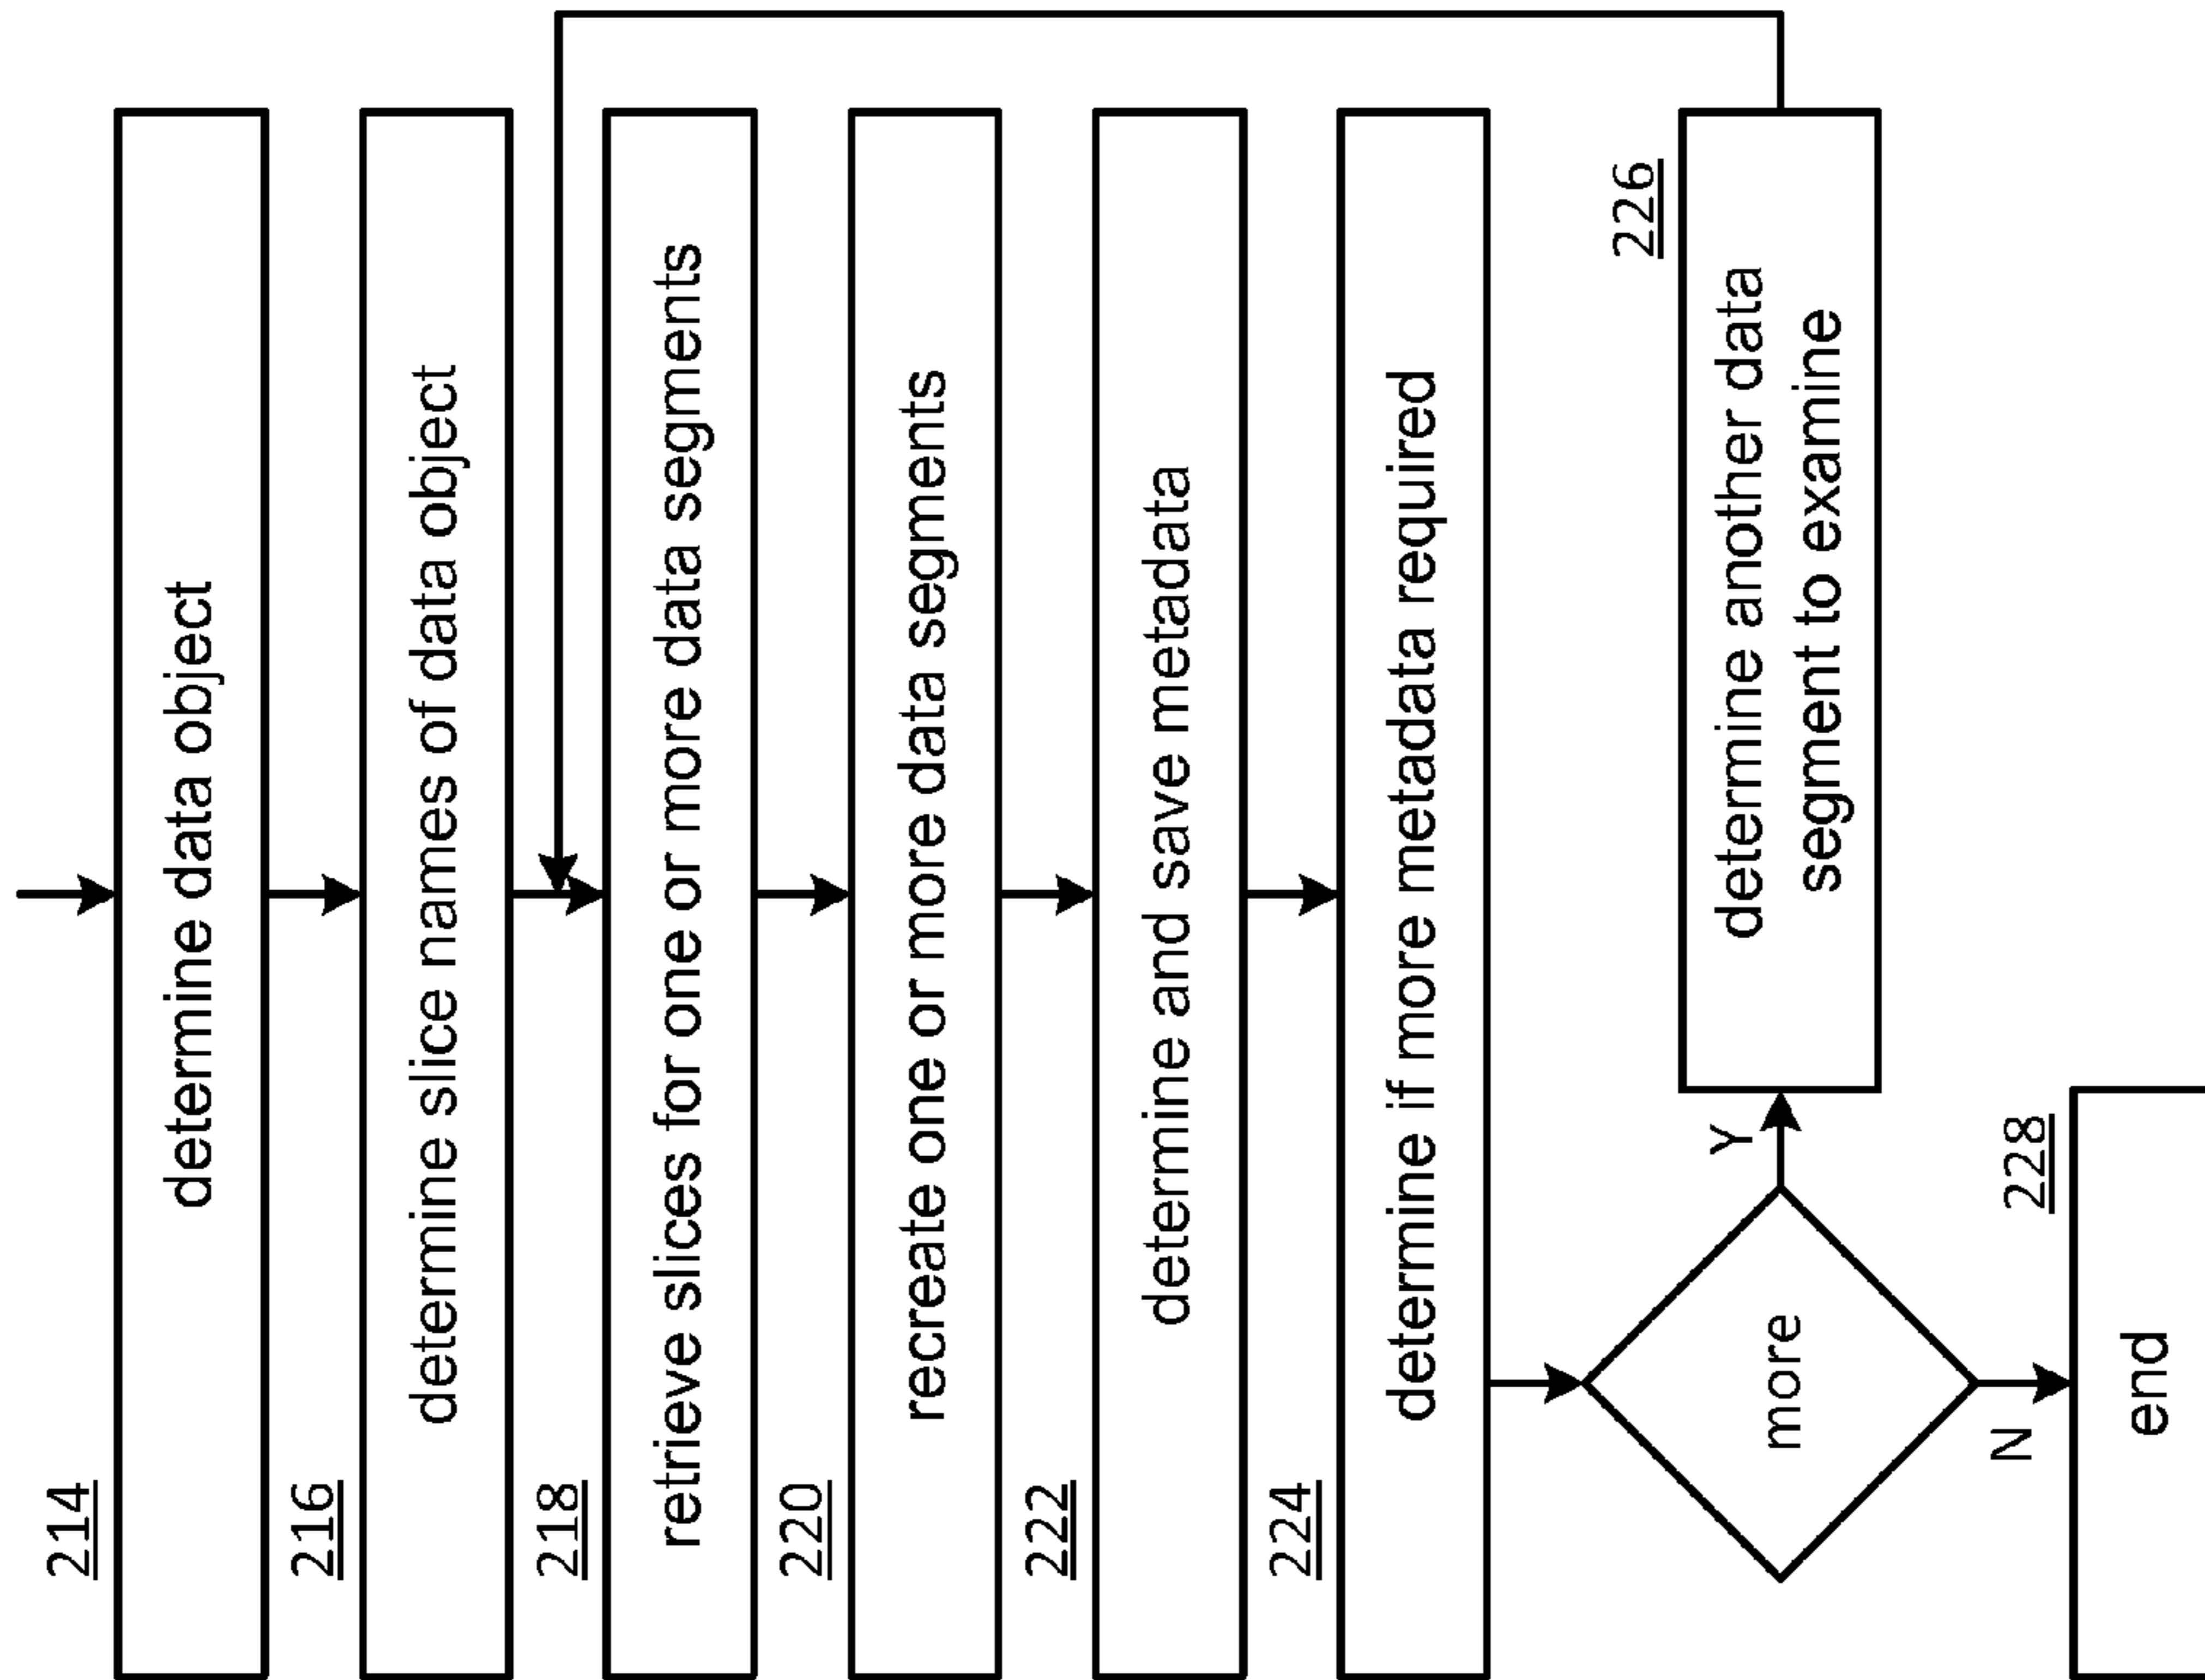 214
determine data object
216
determine slice names of data object
218
retrieve slices for one or more data segments
220
recreate one or more data segments
222
determine and save metadata
224
determine if more metadata required
more
Y
226
determine another data
segment to examine
N
228
end